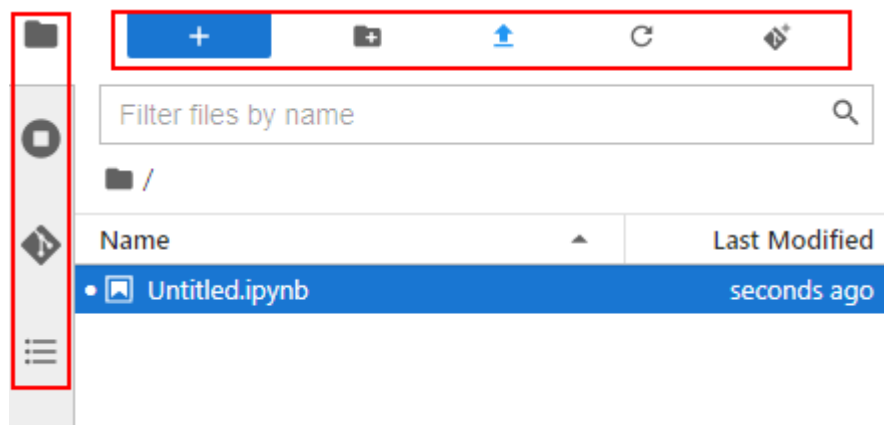 Filter files by name
/
Name Last Modified
Untitled.ipynb seconds ago